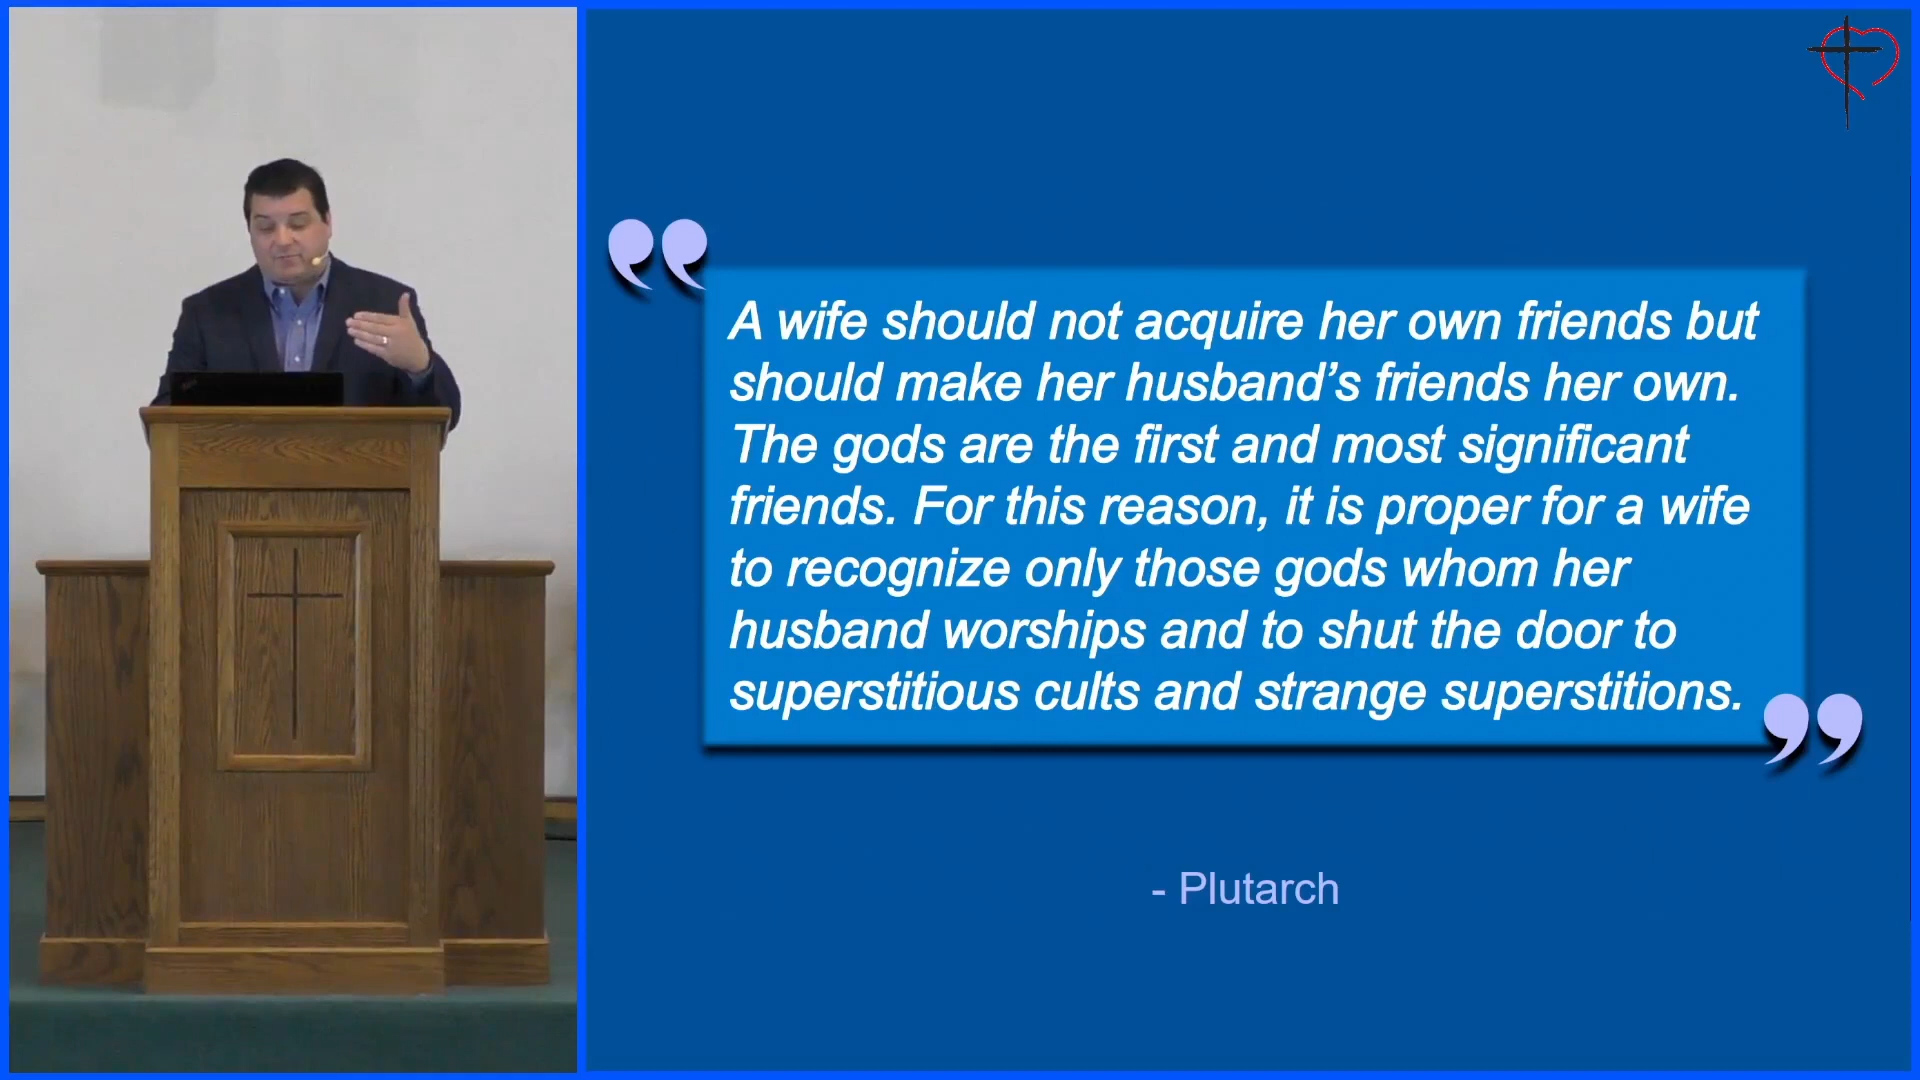 A wife should not acquire her own friends but
should make her husband’s friends her own.
The gods are the first and most significant
friends. For this reason, it is proper for a wife
to recognize only those gods whom her
husband worships and to shut the door to
superstitious cults and strange superstitions.
- Plutarch